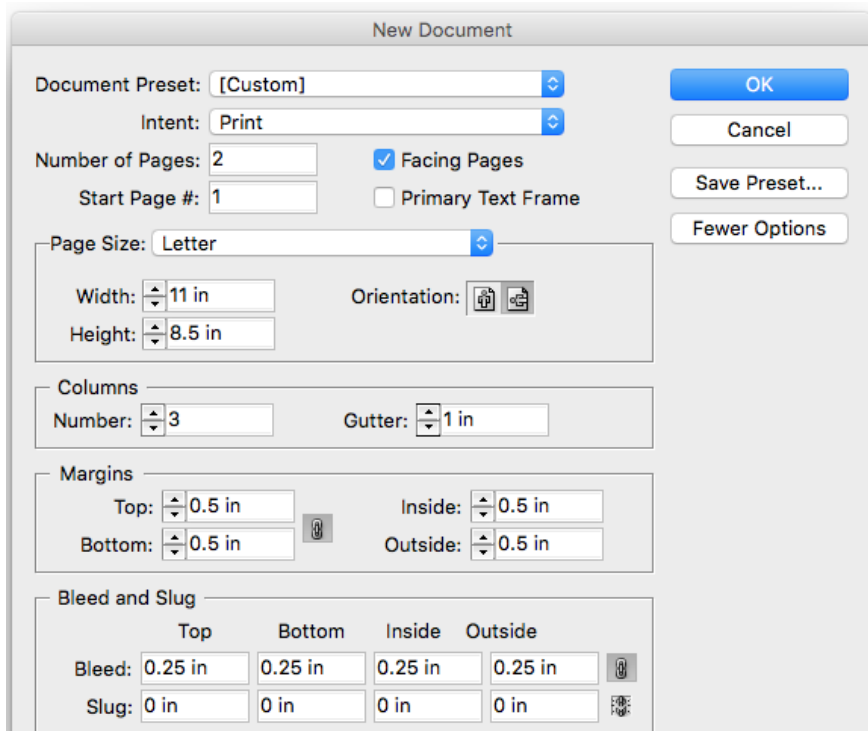 New Document
Document Preset: [Custom] OK
Intent: Print Cancel
Number of Pages: 2 Facing Pages
Start Page #: 1 Primary Text Frame Save Preset...
Fewer Options
Page Size: Letter
Width: 11 in Orientation:
Height: 8.5 in
Columns
Number: 3 Gutter: 1 in
Margins
Top: 0.5 in Inside: 0.5 in
Bottom: 0.5 in Outside: 0.5 in
Bleed and Slug
Top Bottom Inside Outside
Bleed: 0.25 in 0.25 in 0.25 in 0.25 in
Slug: 0 in 0 in 0 in 0 in